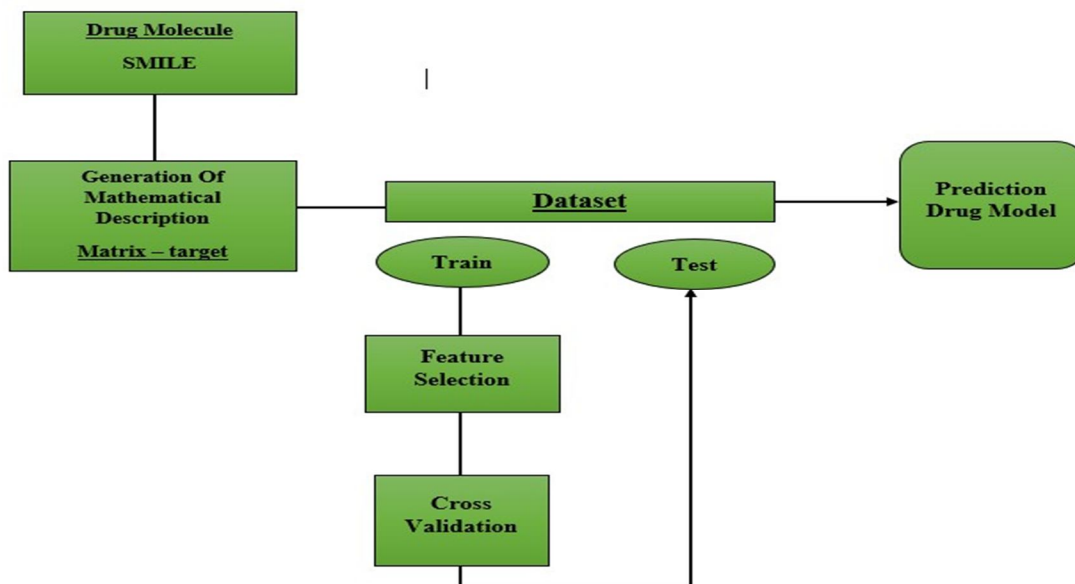 Drug Molecule
SMILE
Generation Of
Mathematical
Description
Matrix – target
Dataset
Prediction
Drug Model
Train
Test
Feature
Selection
Cross
Validation